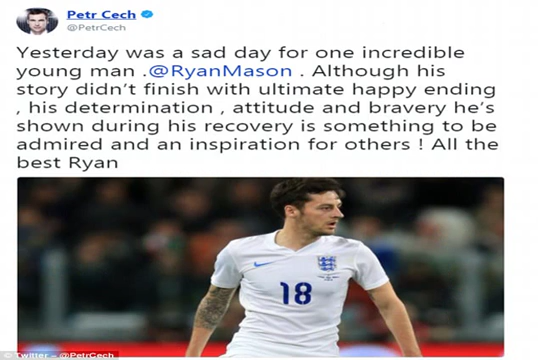 Petr Cech
@PetrCech
Yesterday was a sad day for one incredible
young man .@RyanMason . Although his
story didn't finish with ultimate happy ending
, his determination , attitude and bravery he's
shown during his recovery is something to be
admired and an inspiration for others ! All the
best Ryan
18
© Twitter – @PetrCech